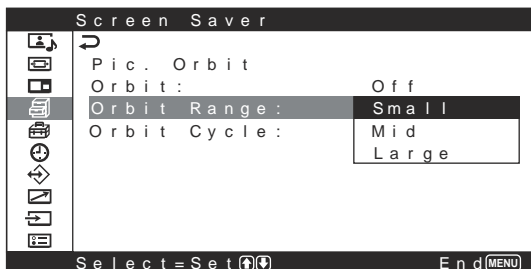 Screen Saver
Pic. Orbit
Orbit: Off
Orbit Range: Small
Orbit Cycle: Mid
Large
Select=Set End MENU